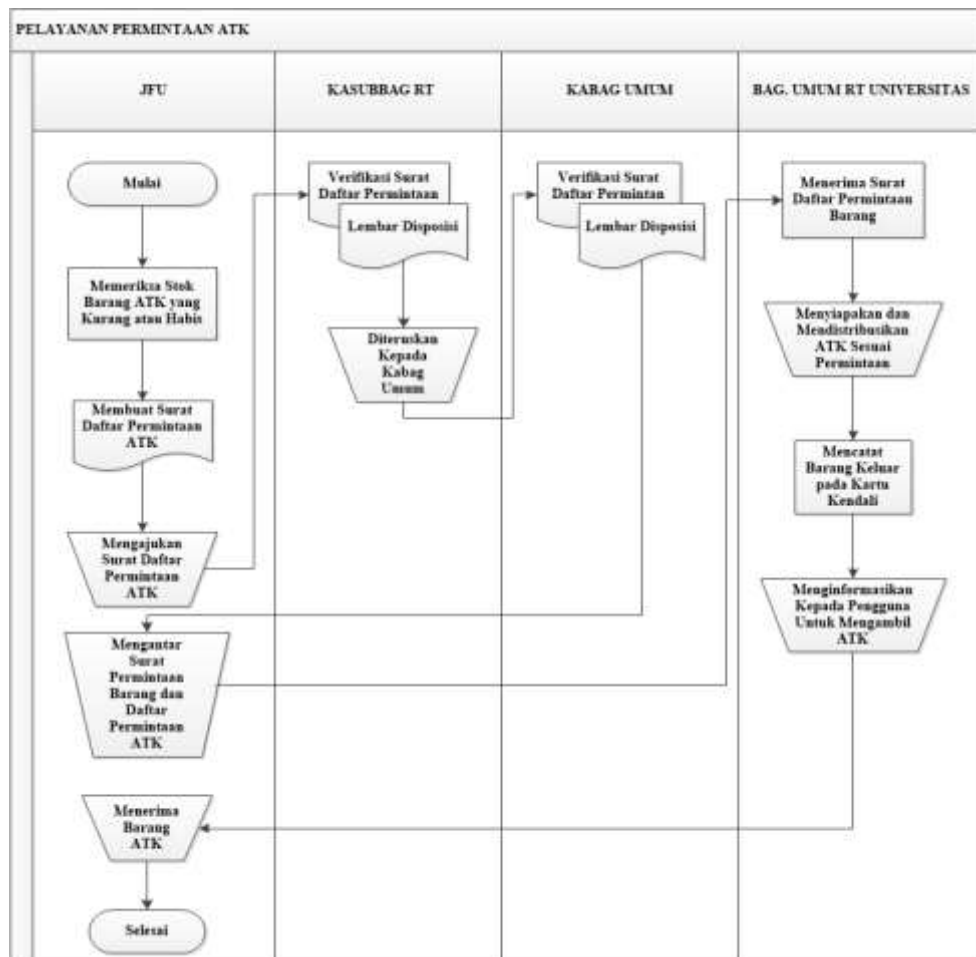 PELAYANAN PERMINTAAN ATK
JFU
KASUBBAG RT
KABAG UMUM
BAG. UMUM RT UNIVERSITAS
Mulai
Memeriksa Stok
Barang ATK yang
Kurang atau Habis
Membuat Surat
Daftar Permintaan
ATK
Mengajukan
Surat Daftar
Permintaan
ATK
Mengantar
Surat
Permintaan
Barang dan
Daftar
Permintaan
ATK
Menerima
Barang
ATK
Selesai
Verifikasi Surat
Daftar Permintaan
Lembar Disposisi
Diteruskan
Kepada
Kabag
Umum
Verifikasi Surat
Daftar Permintan
Lembar Disposisi
Menerima Surat
Daftar Permintaan
Barang
Menyiapakan dan
Mendistribusikan
ATK Sesuai
Permintaan
Mencatat
Barang Keluar
pada Kartu
Kendali
Menginformasikan
Kepada Pengguna
Untuk Mengambil
ATK